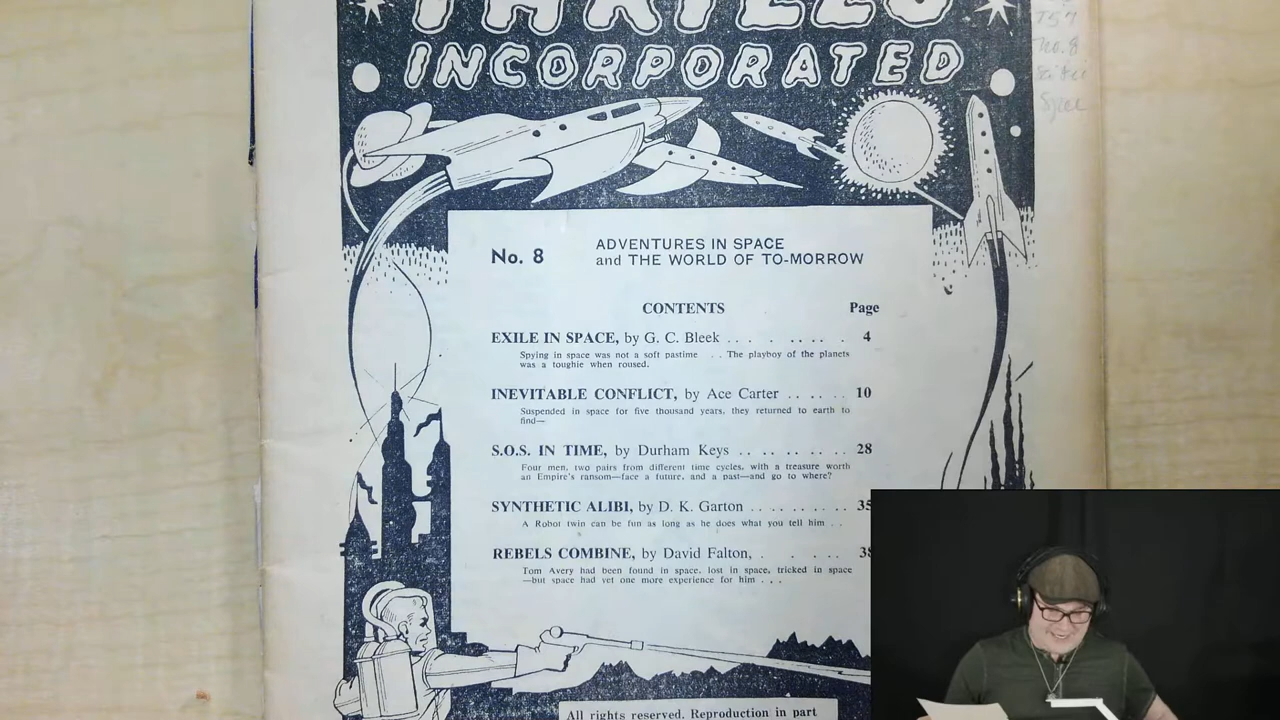 THRILLS
INCORPORATED
T57
No. 8
No. 8
ADVENTURES IN SPACE
and THE WORLD OF TO-MORROW
CONTENTS Page
EXILE IN SPACE, by G. C. Bleek . . . . . . . . . 4
Spying in space was not a soft pastime . . The playboy of the planets
was a toughie when roused.
INEVITABLE CONFLICT, by Ace Carter . . . . . . 10
Suspended in space for five thousand years, they returned to earth to
find—
S.O.S. IN TIME, by Durham Keys . . . . . . . . . 28
Four men, two pairs from different time cycles, with a treasure worth
an Empire's ransom—face a future, and a past—and go to where?
SYNTHETIC ALIBI, by D. K. Garton . . . . . . . . . 35
A Robot twin can be fun as long as he does what you tell him . .
REBELS COMBINE, by David Falton, . . . . . . 38
Tom Avery had been found in space, lost in space, tricked in space
—but space had yet one more experience for him . . .
All rights reserved. Reproduction in part